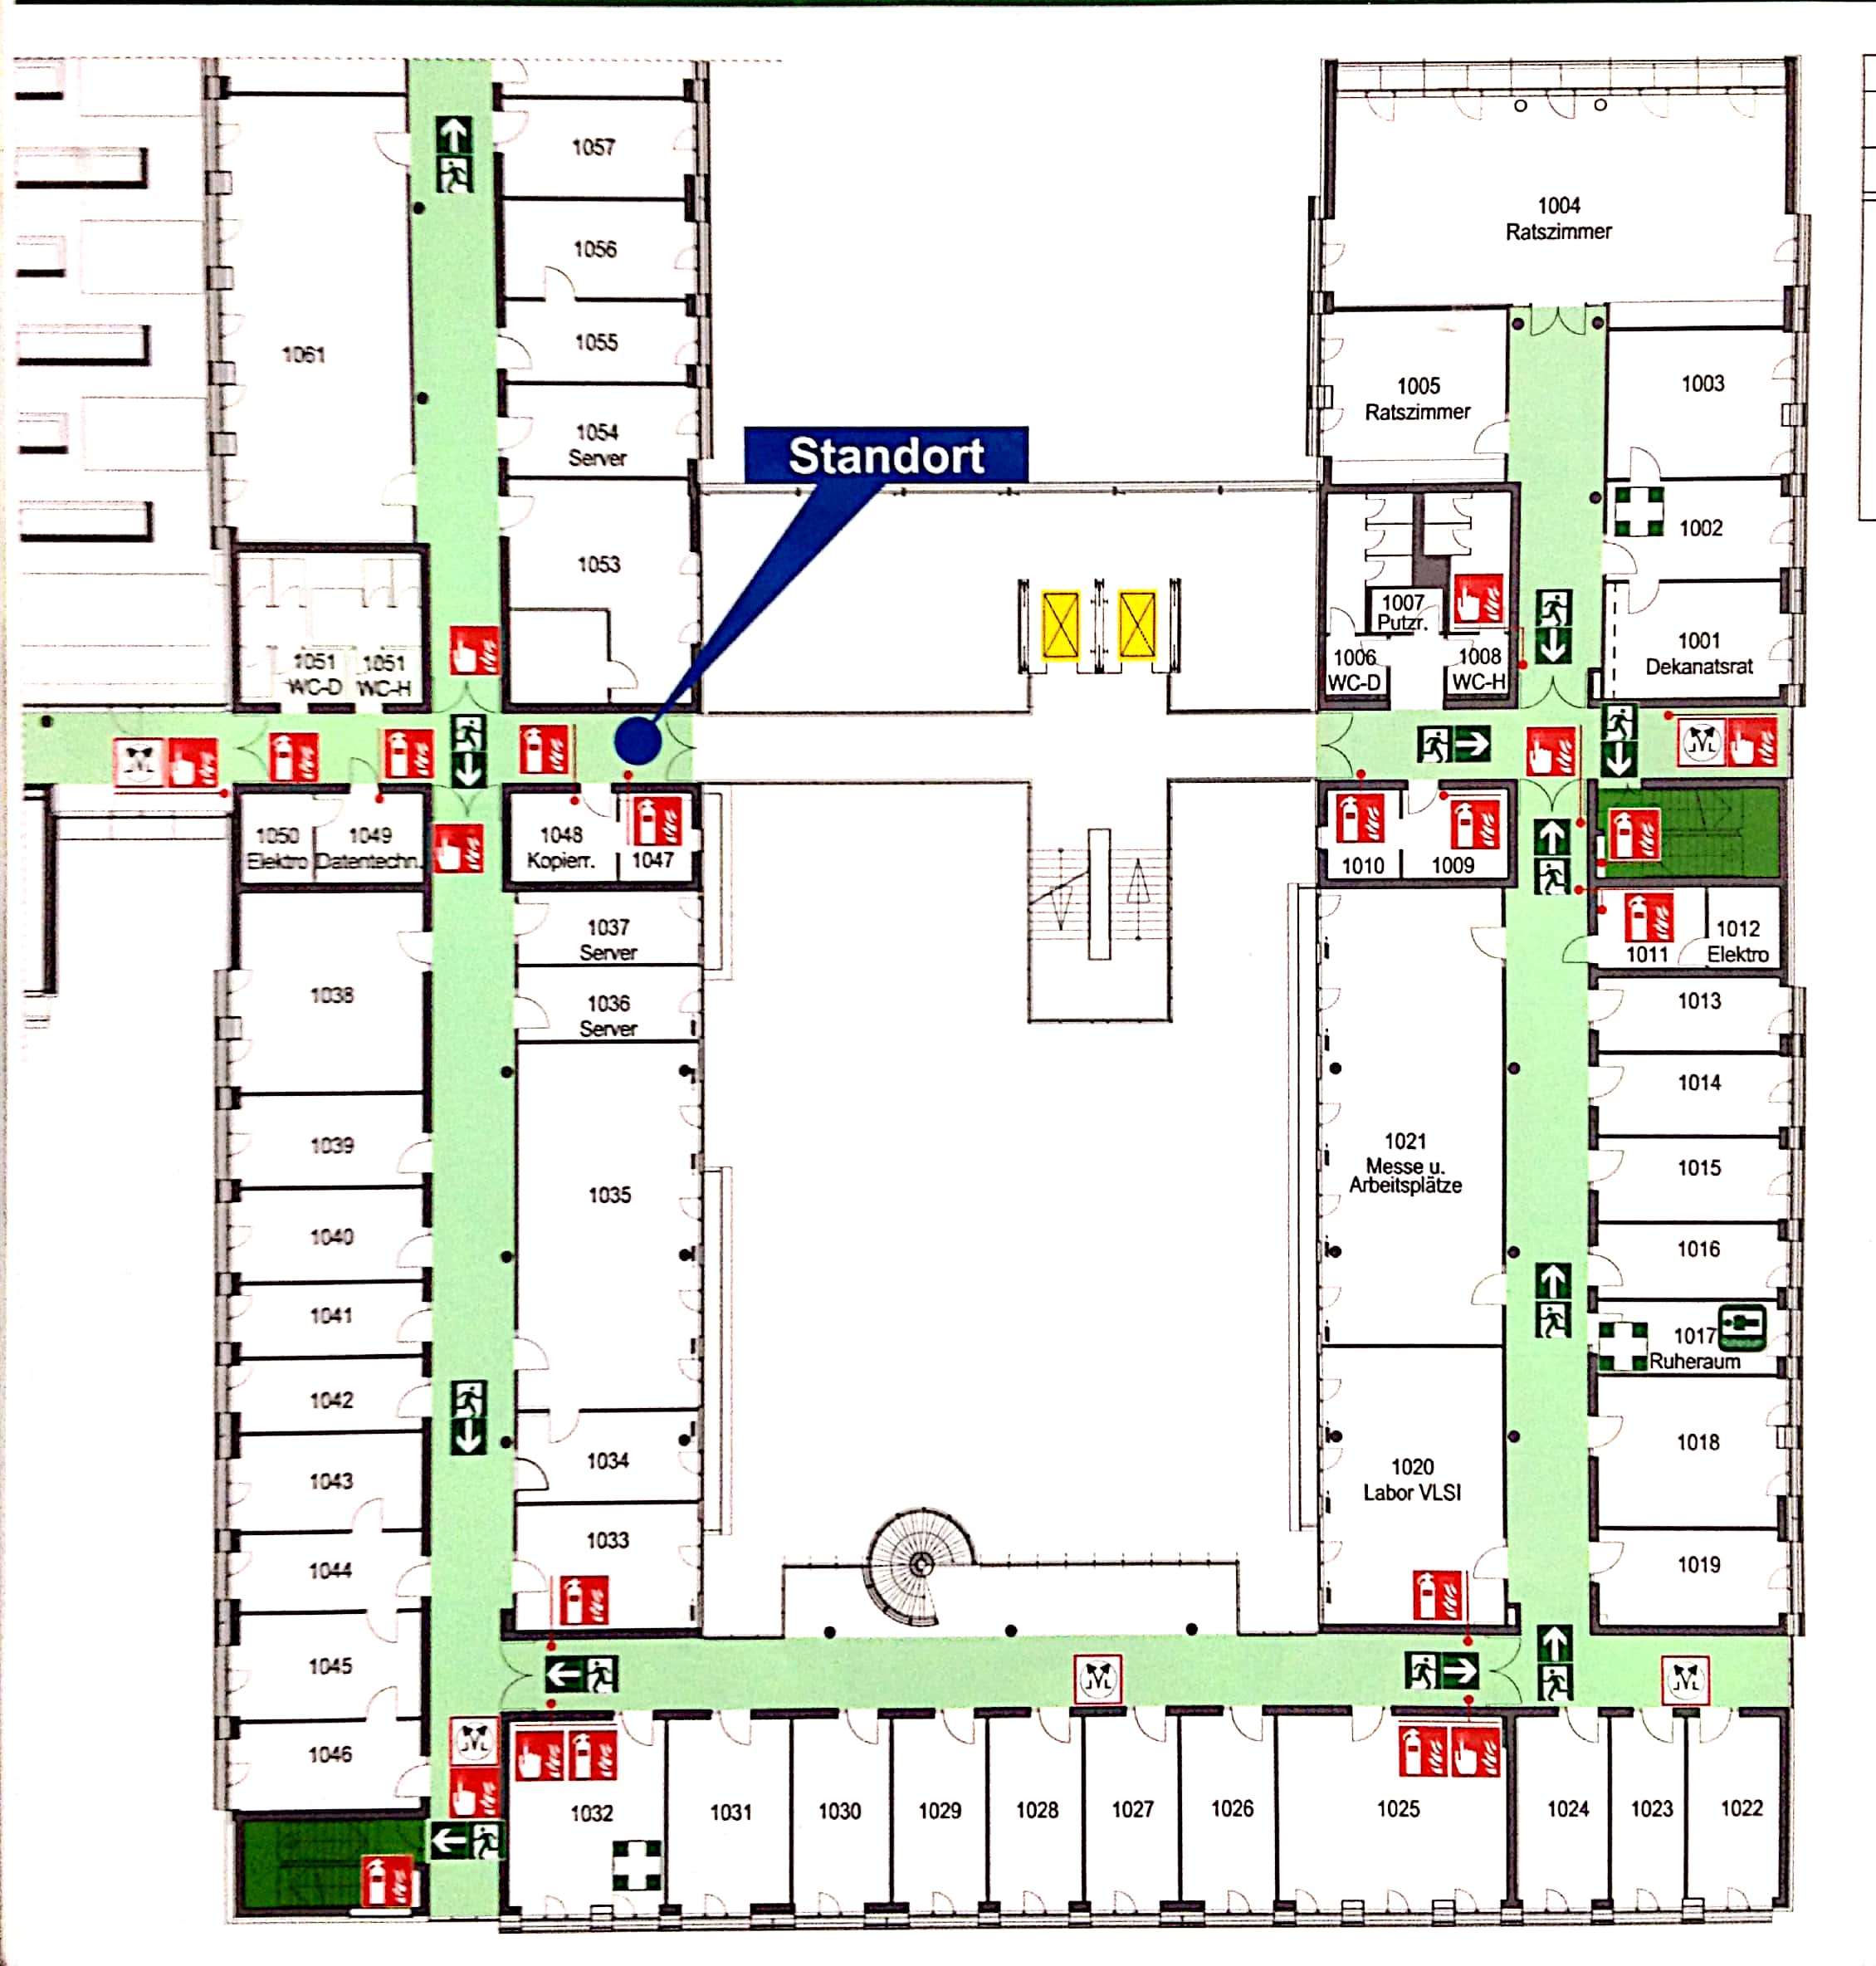 1057
1004
Ratszimmer
1056
1055
1061
1003
1005
Ratszimmer
1054
Server
Standort
1002
1053
1007
Putzr.
1001
Dekanatsrat
1051
WC-D
1051
WC-H
1006
WC-D
1008
WC-H
1050
Elektro
1049
Datentechn.
1048
Kopierr.
1047
1010
1009
1037
Server
1011
1012
Elektro
1038
1036
Server
1013
1014
1039
1021
Messe u.
Arbeitsplätze
1015
1035
1040
1016
1041
1017
Ruheraum
1042
1034
1018
1043
1020
Labor VLSI
1033
1044
1019
1045
1046
1032
1031
1030
1029
1028
1027
1026
1025
1024
1023
1022